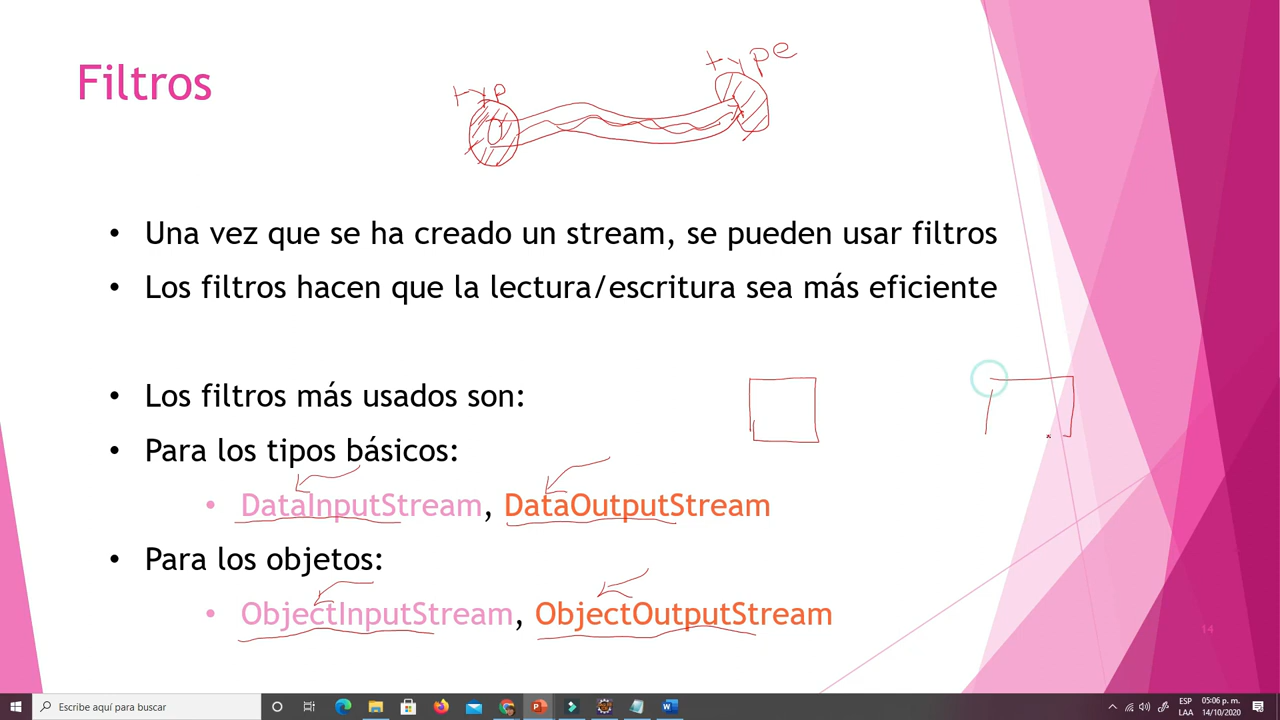 type
Filtros
typ
• Una vez que se ha creado un stream, se pueden usar filtros
• Los filtros hacen que la lectura/escritura sea más eficiente
• Los filtros más usados son:
• Para los tipos básicos:
• DataInputStream, DataOutputStream
• Para los objetos:
• ObjectInputStream, ObjectOutputStream
14
Escribe aquí para buscar
ESP
LAA
05:06 p. m.
14/10/2020